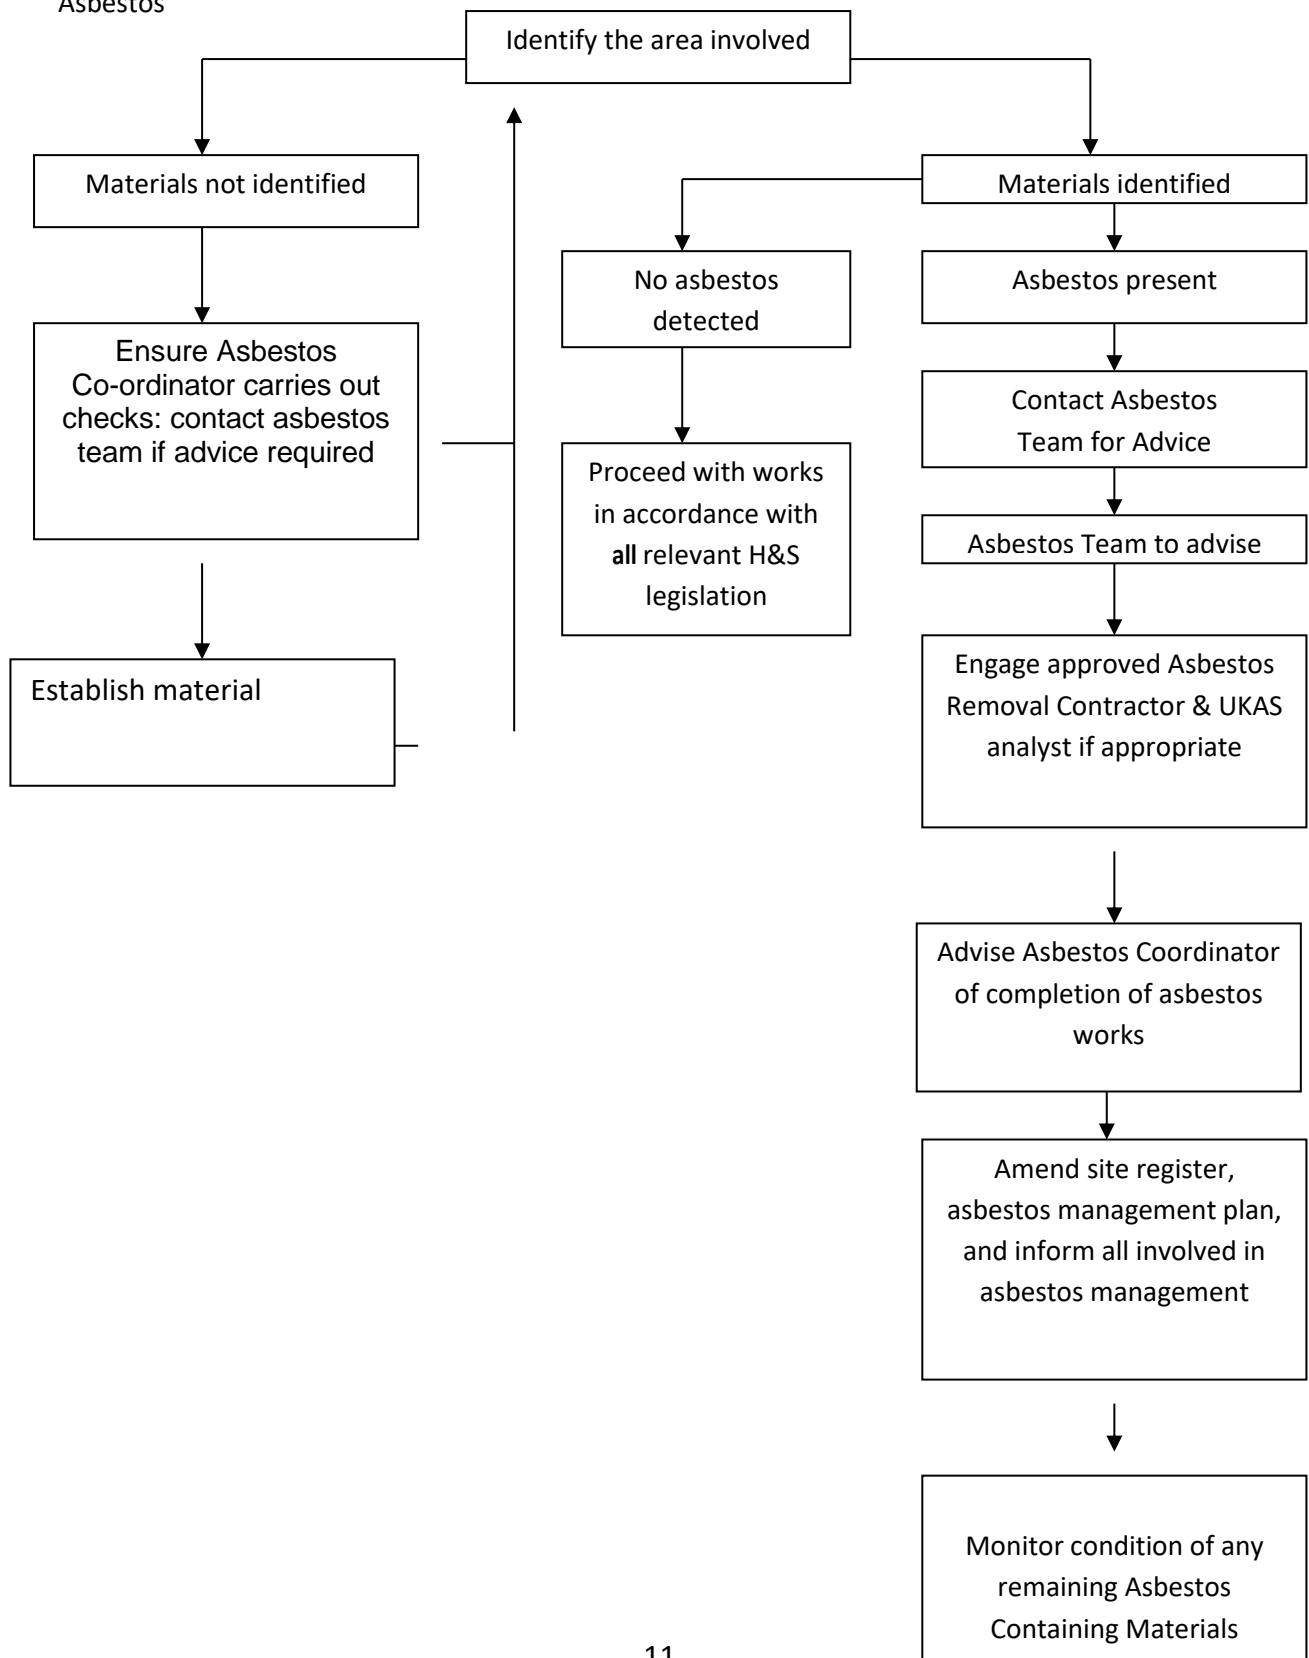 Asbestos
Identify the area involved
Materials not identified
Materials identified
No asbestos
detected
Asbestos present
Ensure Asbestos
Co-ordinator carries out
checks: contact asbestos
team if advice required
Contact Asbestos
Team for Advice
Proceed with works
in accordance with
all relevant H&S
legislation
Asbestos Team to advise
Establish material
Engage approved Asbestos
Removal Contractor & UKAS
analyst if appropriate
Advise Asbestos Coordinator
of completion of asbestos
works
Amend site register,
asbestos management plan,
and inform all involved in
asbestos management
Monitor condition of any
remaining Asbestos
Containing Materials
11